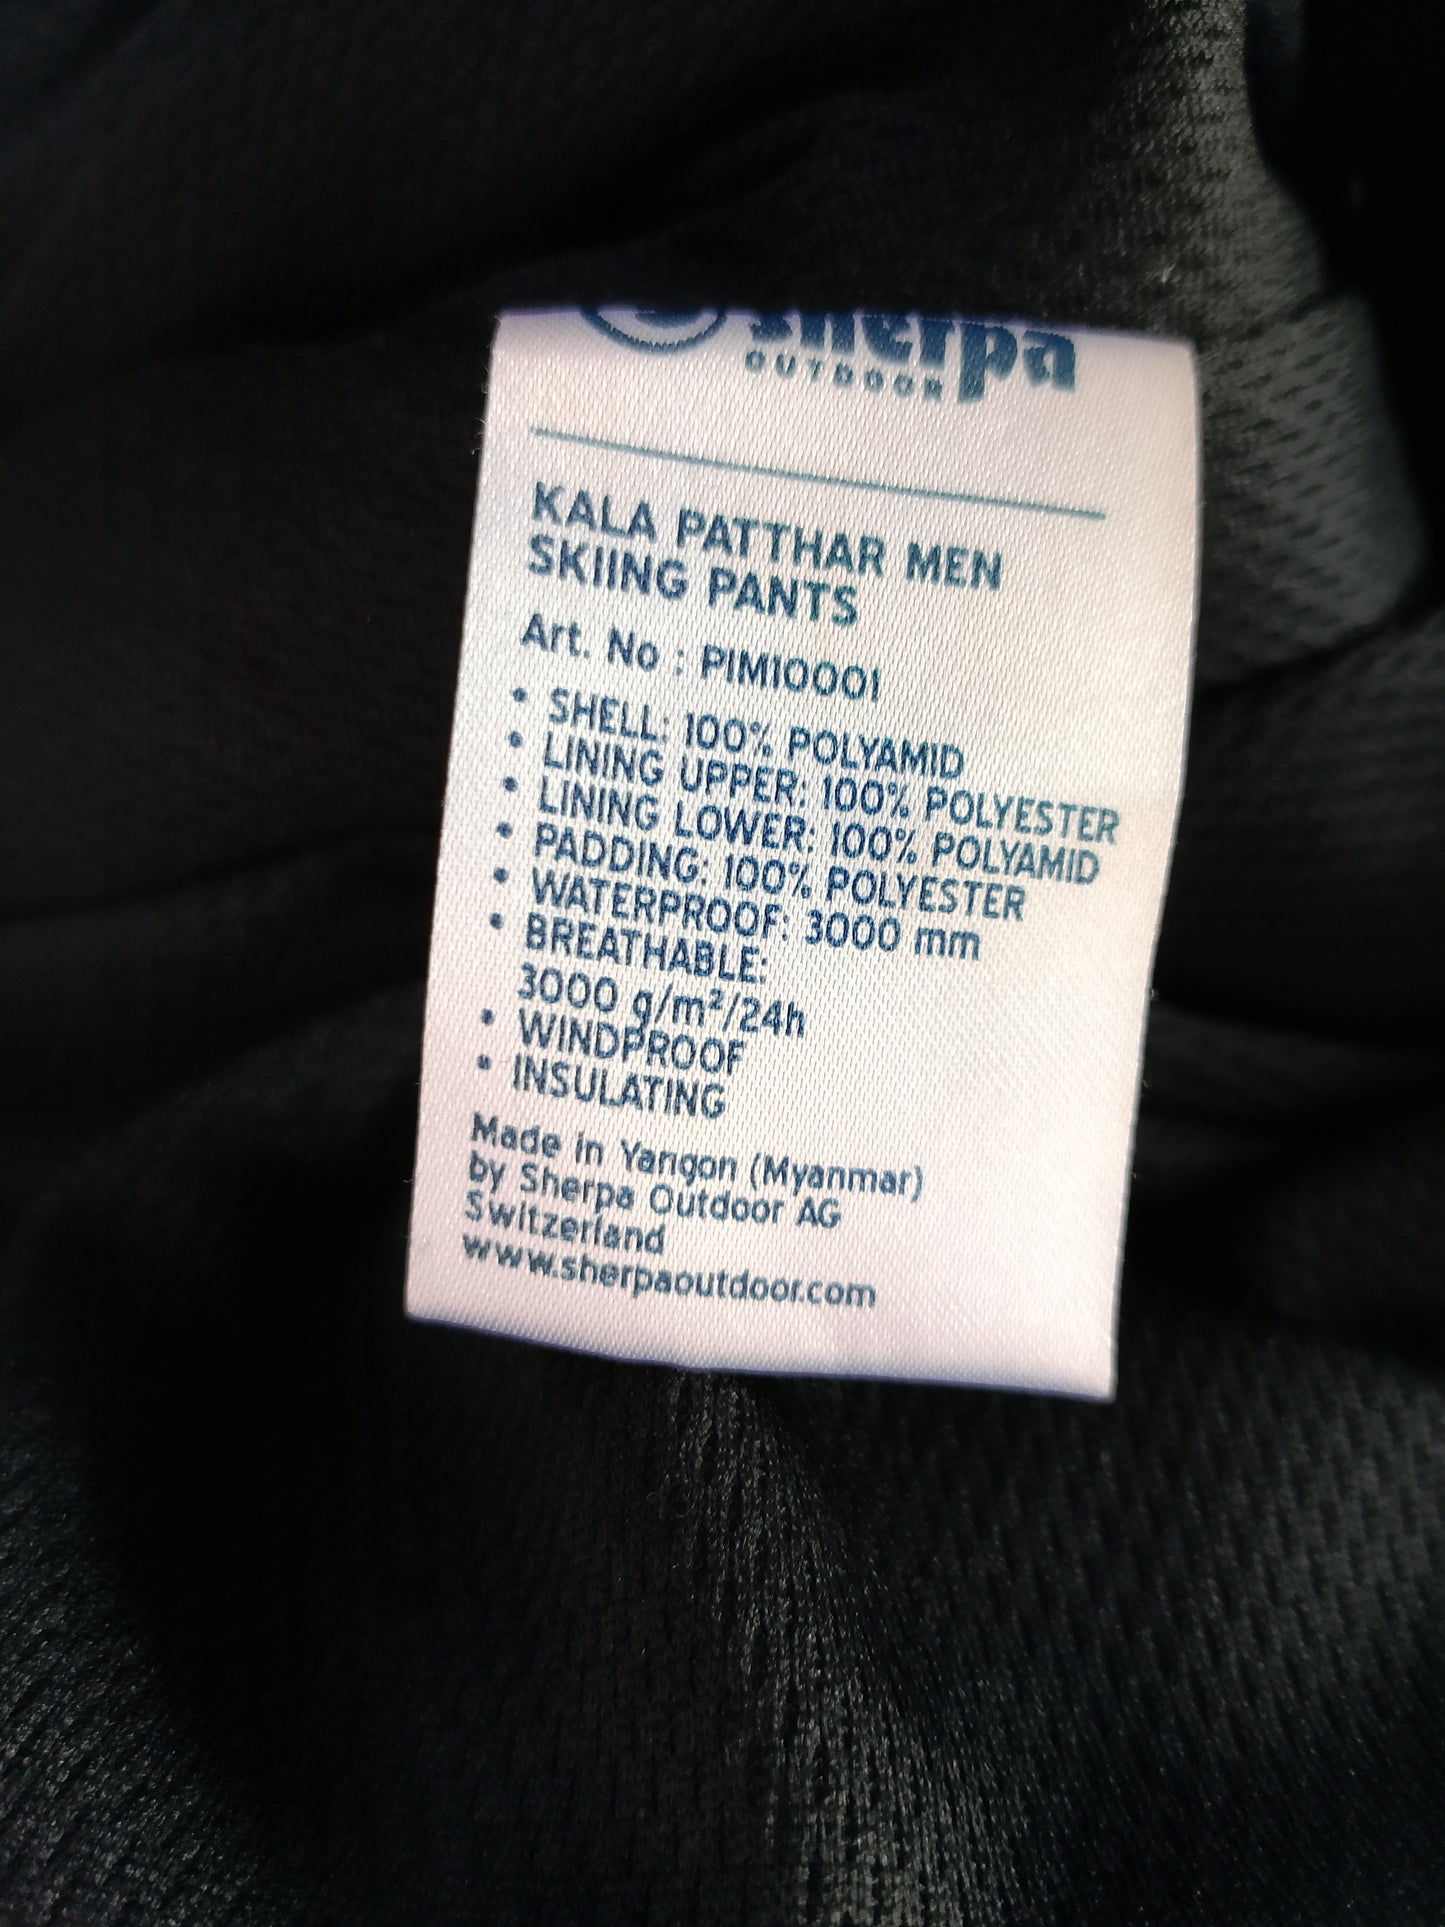 sherpa
OUTDOOR
KALA PATTHAR MEN
SKIING PANTS
Art. No : PIM10001
• SHELL: 100% POLYAMID
• LINING UPPER: 100% POLYESTER
• LINING LOWER: 100% POLYAMID
• PADDING: 100% POLYESTER
• WATERPROOF: 3000 mm
• BREATHABLE:
3000 g/m²/24h
• WINDPROOF
• INSULATING
Made in Yangon (Myanmar)
by Sherpa Outdoor AG
Switzerland
www.sherpaoutdoor.com